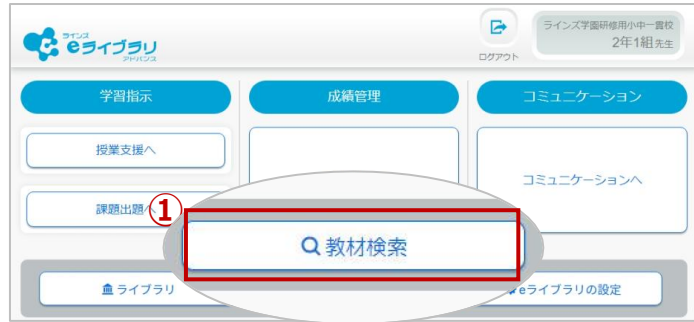 ラインズ
eライブラリ
アドバンス
ログアウト
ラインズ学園研修用小中一貫校
2年1組先生
学習指示
成績管理
コミュニケーション
授業支援へ
コミュニケーションへ
課題出題へ
①
教材検索
ライブラリ
eライブラリの設定